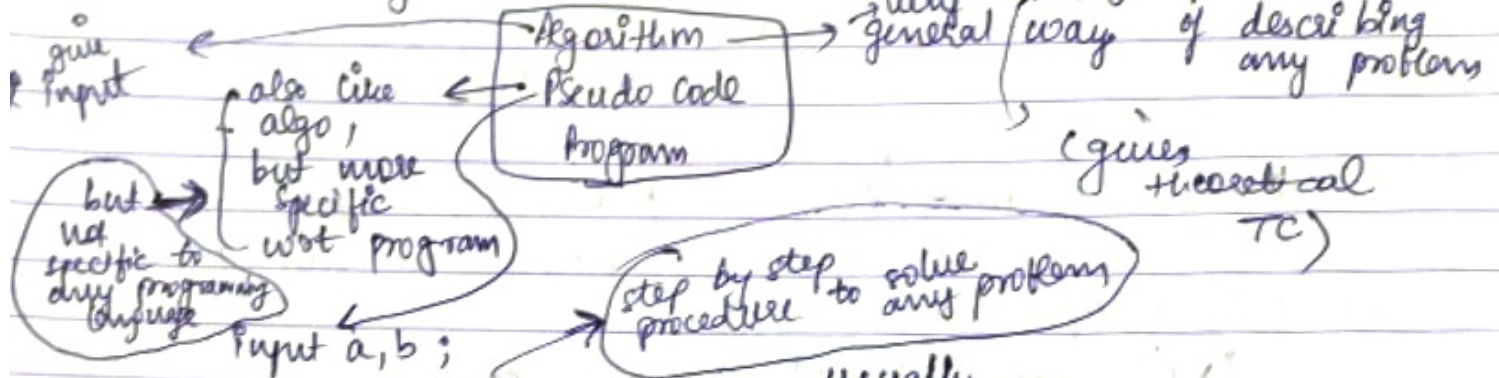 Algorithm
Pseudo Code
Program
give
input
very
general way of describing
any problem
(gives
theoretical
TC)
also like
algo,
but more
specific
wrt program
but
not
specific to
any programing
language
input a, b ;
step by step
procedure to solve
any problem
usually